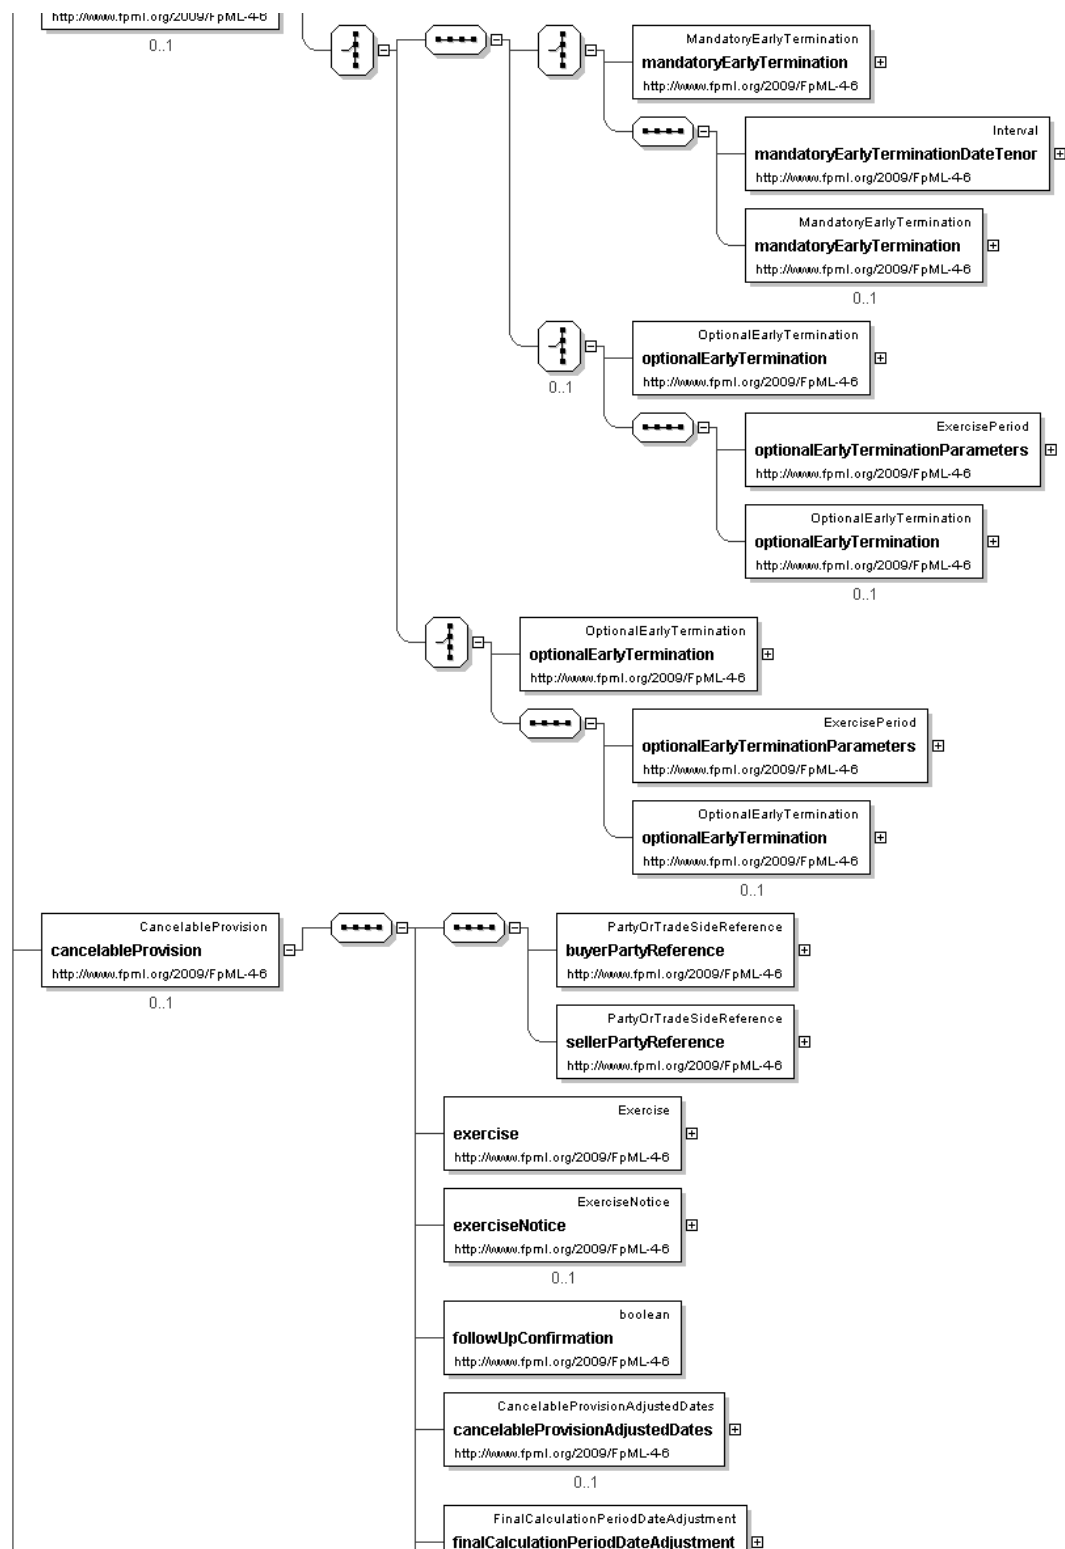 http://www.fpml.org/2009/FpML-4-6
0..1
MandatoryEarlyTermination
mandatoryEarlyTermination
http://www.fpml.org/2009/FpML-4-6
Interval
mandatoryEarlyTerminationDateTenor
http://www.fpml.org/2009/FpML-4-6
MandatoryEarlyTermination
mandatoryEarlyTermination
http://www.fpml.org/2009/FpML-4-6
0..1
0..1
OptionalEarlyTermination
optionalEarlyTermination
http://www.fpml.org/2009/FpML-4-6
ExercisePeriod
optionalEarlyTerminationParameters
http://www.fpml.org/2009/FpML-4-6
OptionalEarlyTermination
optionalEarlyTermination
http://www.fpml.org/2009/FpML-4-6
0..1
OptionalEarlyTermination
optionalEarlyTermination
http://www.fpml.org/2009/FpML-4-6
ExercisePeriod
optionalEarlyTerminationParameters
http://www.fpml.org/2009/FpML-4-6
OptionalEarlyTermination
optionalEarlyTermination
http://www.fpml.org/2009/FpML-4-6
0..1
CancelableProvision
cancelableProvision
http://www.fpml.org/2009/FpML-4-6
0..1
PartyOrTradeSideReference
buyerPartyReference
http://www.fpml.org/2009/FpML-4-6
PartyOrTradeSideReference
sellerPartyReference
http://www.fpml.org/2009/FpML-4-6
Exercise
exercise
http://www.fpml.org/2009/FpML-4-6
ExerciseNotice
exerciseNotice
http://www.fpml.org/2009/FpML-4-6
0..1
boolean
followUpConfirmation
http://www.fpml.org/2009/FpML-4-6
CancelableProvisionAdjustedDates
cancelableProvisionAdjustedDates
http://www.fpml.org/2009/FpML-4-6
0..1
FinalCalculationPeriodDateAdjustment
finalCalculationPeriodDateAdjustment